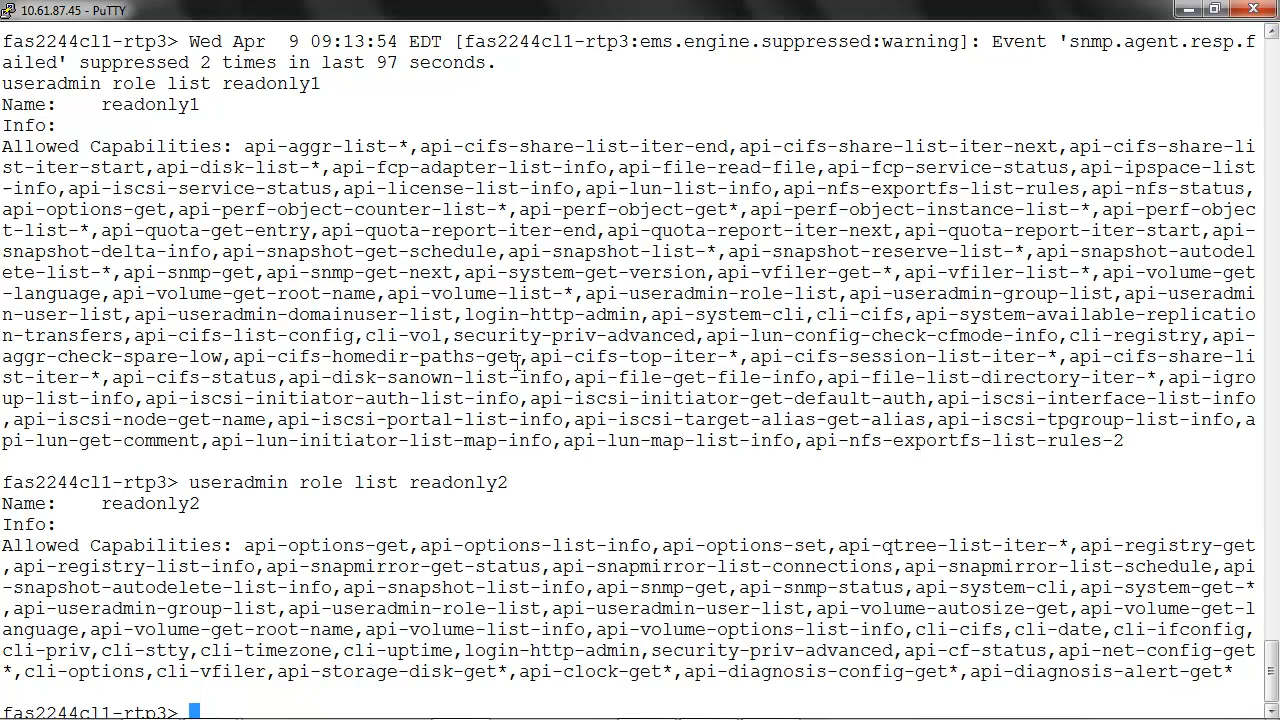 10.61.87.45 - PuTTY
fas2244cl1-rtp3> Wed Apr  9 09:13:54 EDT [fas2244cl1-rtp3:ems.engine.suppressed:warning]: Event 'snmp.agent.resp.f
ailed' suppressed 2 times in last 97 seconds.
useradmin role list readonly1
Name:    readonly1
Info:
Allowed Capabilities: api-aggr-list-*,api-cifs-share-list-iter-end,api-cifs-share-list-iter-next,api-cifs-share-li
st-iter-start,api-disk-list-*,api-fcp-adapter-list-info,api-file-read-file,api-fcp-service-status,api-ipspace-list
-info,api-iscsi-service-status,api-license-list-info,api-lun-list-info,api-nfs-exportfs-list-rules,api-nfs-status,
api-options-get,api-perf-object-counter-list-*,api-perf-object-get*,api-perf-object-instance-list-*,api-perf-objec
t-list-*,api-quota-get-entry,api-quota-report-iter-end,api-quota-report-iter-next,api-quota-report-iter-start,api-
snapshot-delta-info,api-snapshot-get-schedule,api-snapshot-list-*,api-snapshot-reserve-list-*,api-snapshot-autodel
ete-list-*,api-snmp-get,api-snmp-get-next,api-system-get-version,api-vfiler-get-*,api-vfiler-list-*,api-volume-get
-language,api-volume-get-root-name,api-volume-list-*,api-useradmin-role-list,api-useradmin-group-list,api-useradmi
n-user-list,api-useradmin-domainuser-list,login-http-admin,api-system-cli,cli-cifs,api-system-available-replicatio
n-transfers,api-cifs-list-config,cli-vol,security-priv-advanced,api-lun-config-check-cfmode-info,cli-registry,api-
aggr-check-spare-low,api-cifs-homedir-paths-get,api-cifs-top-iter-*,api-cifs-session-list-iter-*,api-cifs-share-li
st-iter-*,api-cifs-status,api-disk-sanown-list-info,api-file-get-file-info,api-file-list-directory-iter-*,api-igro
up-list-info,api-iscsi-initiator-auth-list-info,api-iscsi-initiator-get-default-auth,api-iscsi-interface-list-info
,api-iscsi-node-get-name,api-iscsi-portal-list-info,api-iscsi-target-alias-get-alias,api-iscsi-tpgroup-list-info,a
pi-lun-get-comment,api-lun-initiator-list-map-info,api-lun-map-list-info,api-nfs-exportfs-list-rules-2
fas2244cl1-rtp3> useradmin role list readonly2
Name:    readonly2
Info:
Allowed Capabilities: api-options-get,api-options-list-info,api-options-set,api-qtree-list-iter-*,api-registry-get
,api-registry-list-info,api-snapmirror-get-status,api-snapmirror-list-connections,api-snapmirror-list-schedule,api
-snapshot-autodelete-list-info,api-snapshot-list-info,api-snmp-get,api-snmp-status,api-system-cli,api-system-get-*
,api-useradmin-group-list,api-useradmin-role-list,api-useradmin-user-list,api-volume-autosize-get,api-volume-get-l
anguage,api-volume-get-root-name,api-volume-list-info,api-volume-options-list-info,cli-cifs,cli-date,cli-ifconfig,
cli-priv,cli-stty,cli-timezone,cli-uptime,login-http-admin,security-priv-advanced,api-cf-status,api-net-config-get
*,cli-options,cli-vfiler,api-storage-disk-get*,api-clock-get*,api-diagnosis-config-get*,api-diagnosis-alert-get*
fas2244cl1-rtp3>